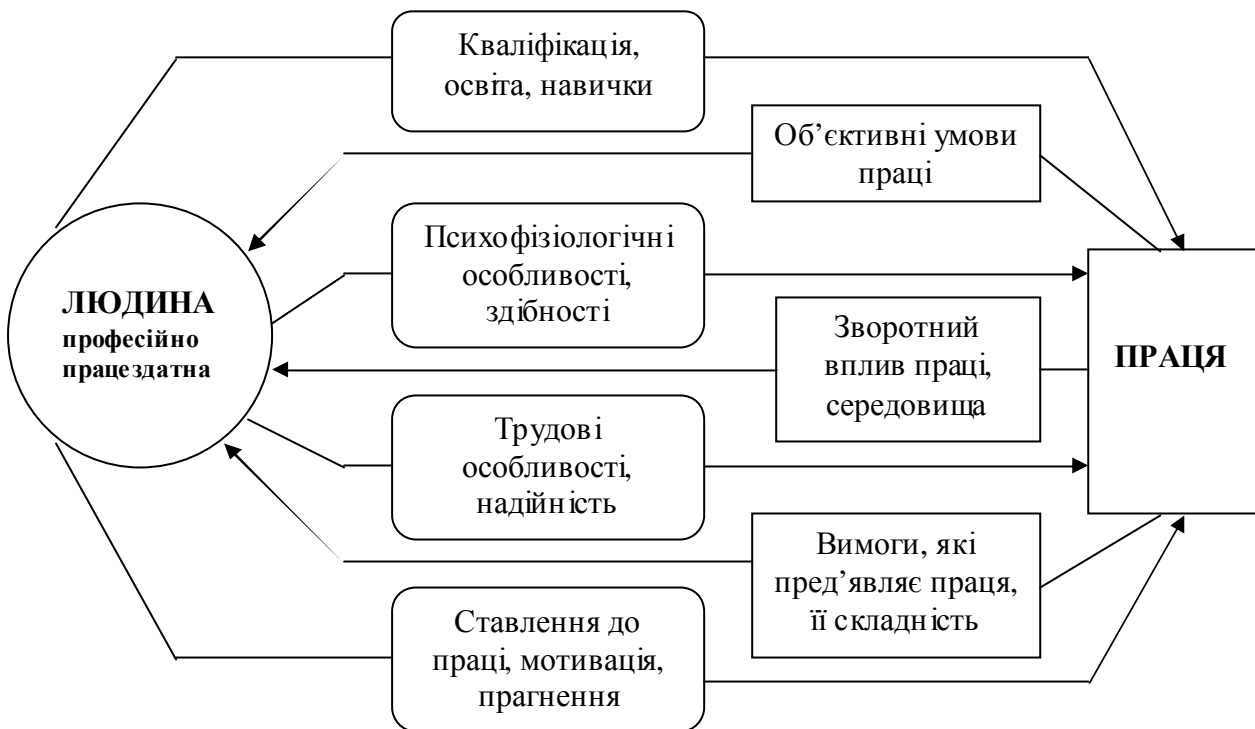 Кваліфікація,
освіта, навички
Об’єктивні умови
праці
Психофізіологічні
особливості,
здібності
ЛЮДИНА
професійно
працездатна
Зворотний
вплив праці,
середовища
ПРАЦЯ
Трудові
особливості,
надійність
Вимоги, які
пред’являє праця,
її складність
Ставлення до
праці, мотивація,
прагнення